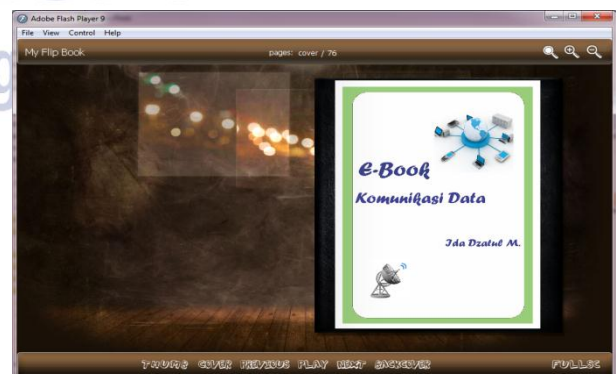 Adobe Flash Player 9
File View Control Help
My Flip Book
pages: cover / 76
E-Book
Komunikasi Data
Ida Dzatul M.
THUMB COVER PREVIOUS PLAY NEXT BACKCOVER
FULLSC